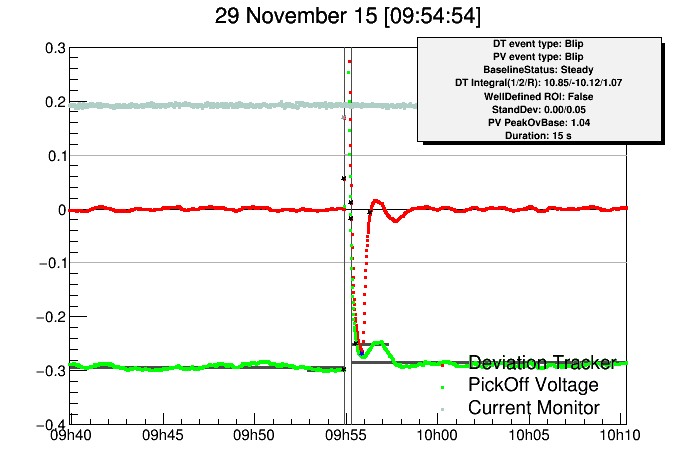 29 November 15 [09:54:54]
DT event type: Blip
PV event type: Blip
BaselineStatus: Steady
DT Integral(1/2/R): 10.85/-10.12/1.07
WellDefined ROI: False
StandDev: 0.00/0.05
PV PeakOvBase: 1.04
Duration: 15 s
0.3
0.2
0.1
0
−0.1
−0.2
−0.3
−0.4
Deviation Tracker
PickOff Voltage
Current Monitor
09h40 09h45 09h50 09h55 10h00 10h05 10h10